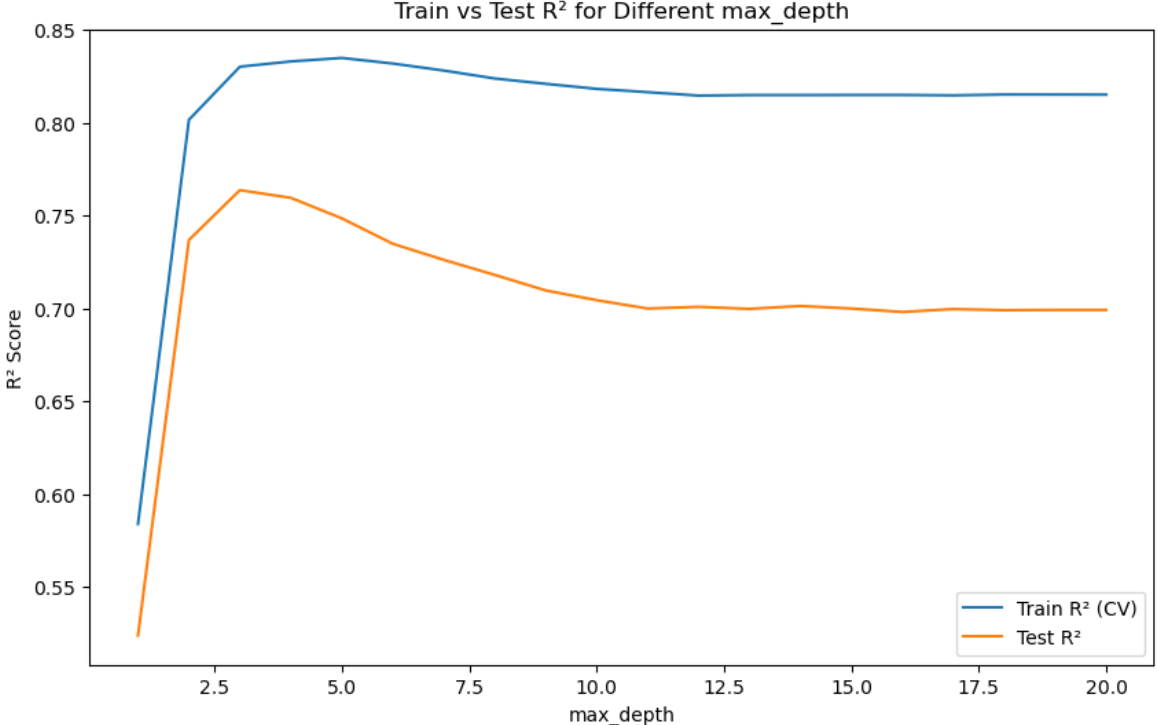 Train vs Test R² for Different max_depth
R² Score
0.85
0.80
0.75
0.70
0.65
0.60
0.55
Train R² (CV)
Test R²
2.5 5.0 7.5 10.0 12.5 15.0 17.5 20.0
max_depth